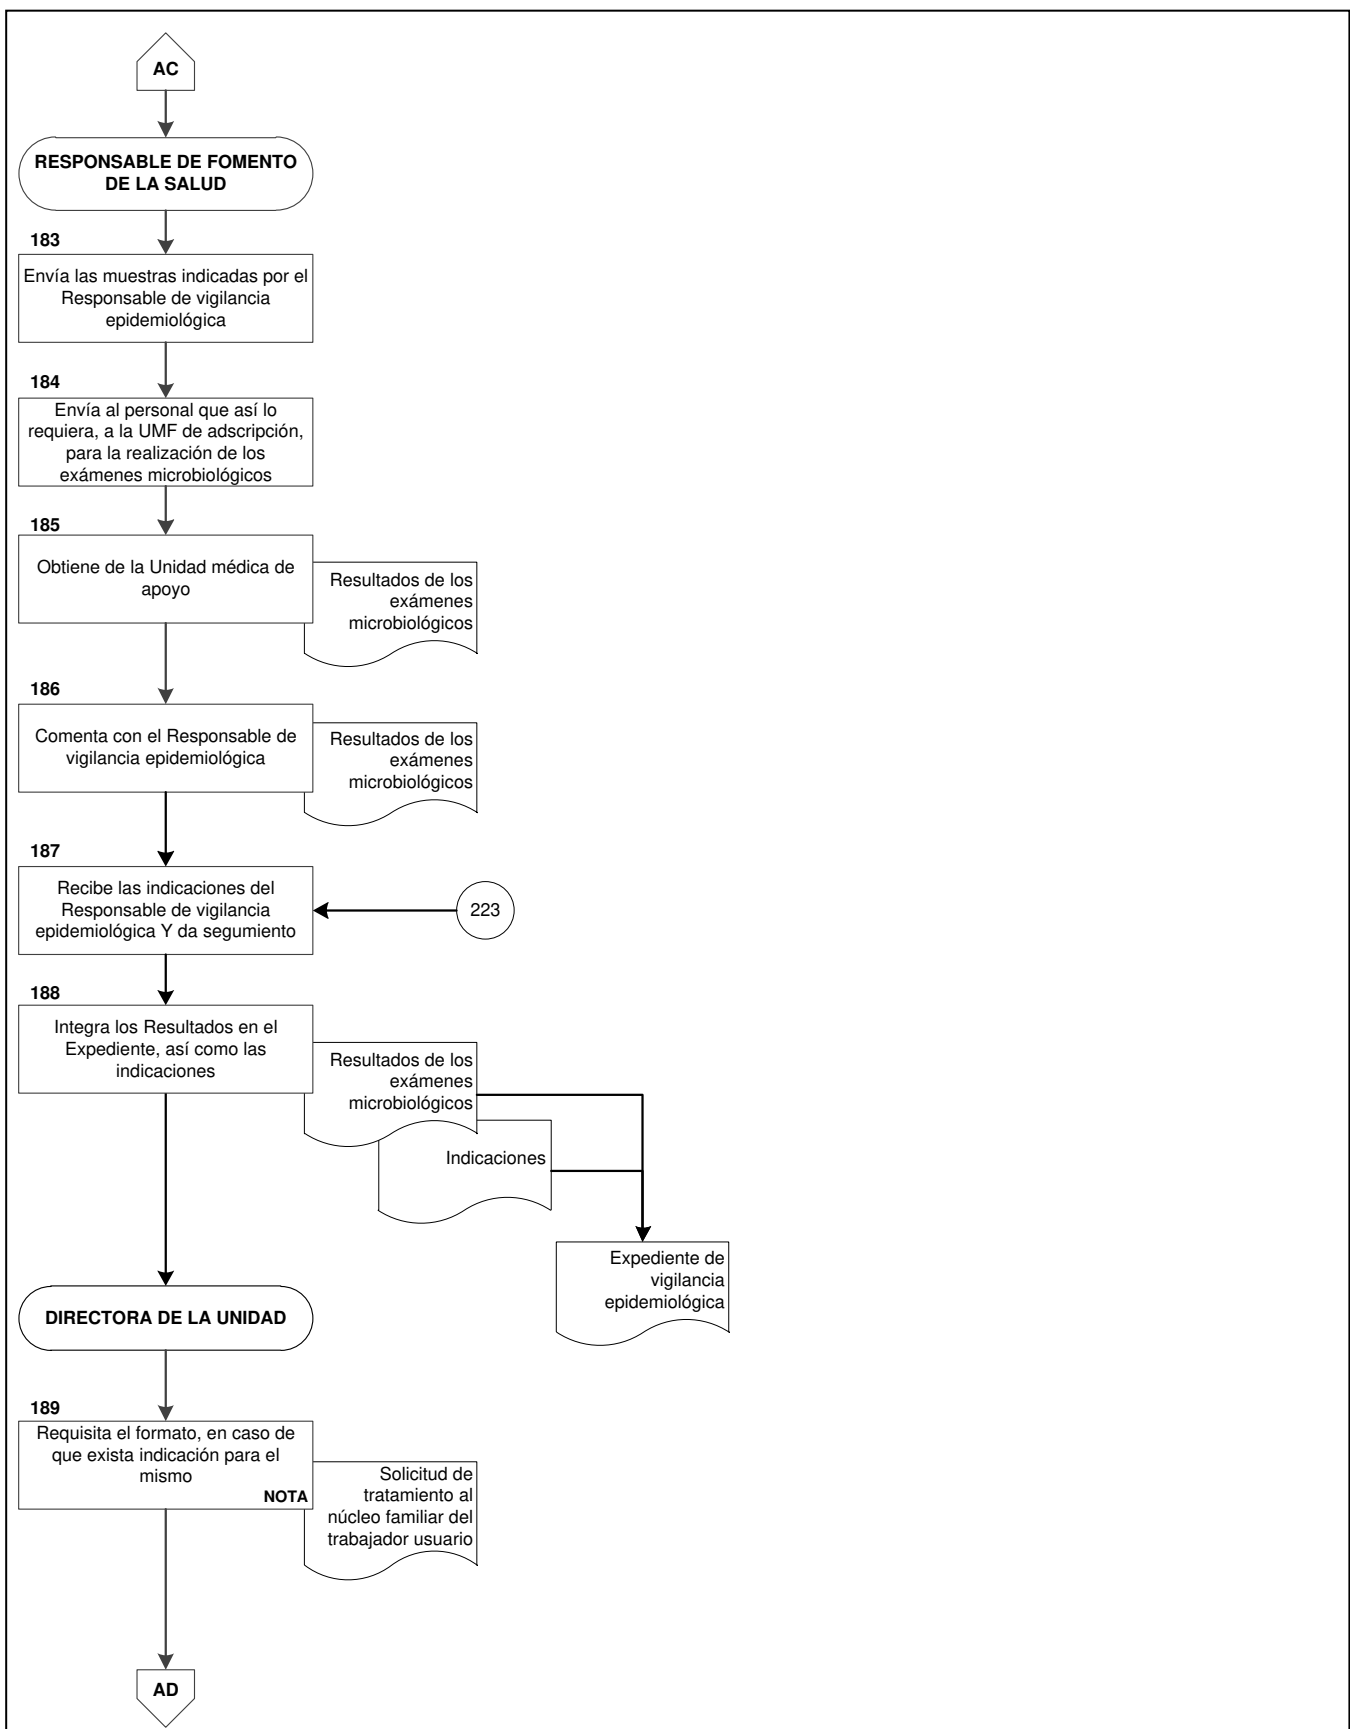 AC
RESPONSABLE DE FOMENTO
DE LA SALUD
183
Envía las muestras indicadas por el
Responsable de vigilancia
epidemiológica
184
Envía al personal que así lo
requiera, a la UMF de adscripción,
para la realización de los
exámenes microbiológicos
185
Obtiene de la Unidad médica de
apoyo
Resultados de los
exámenes
microbiológicos
186
Comenta con el Responsable de
vigilancia epidemiológica
Resultados de los
exámenes
microbiológicos
187
Recibe las indicaciones del
Responsable de vigilancia
epidemiológica Y da segumiento
223
188
Integra los Resultados en el
Expediente, así como las
indicaciones
Resultados de los
exámenes
microbiológicos
Indicaciones
Expediente de
vigilancia
epidemiológica
DIRECTORA DE LA UNIDAD
189
Requisita el formato, en caso de
que exista indicación para el
mismo
NOTA
Solicitud de
tratamiento al
núcleo familiar del
trabajador usuario
AD